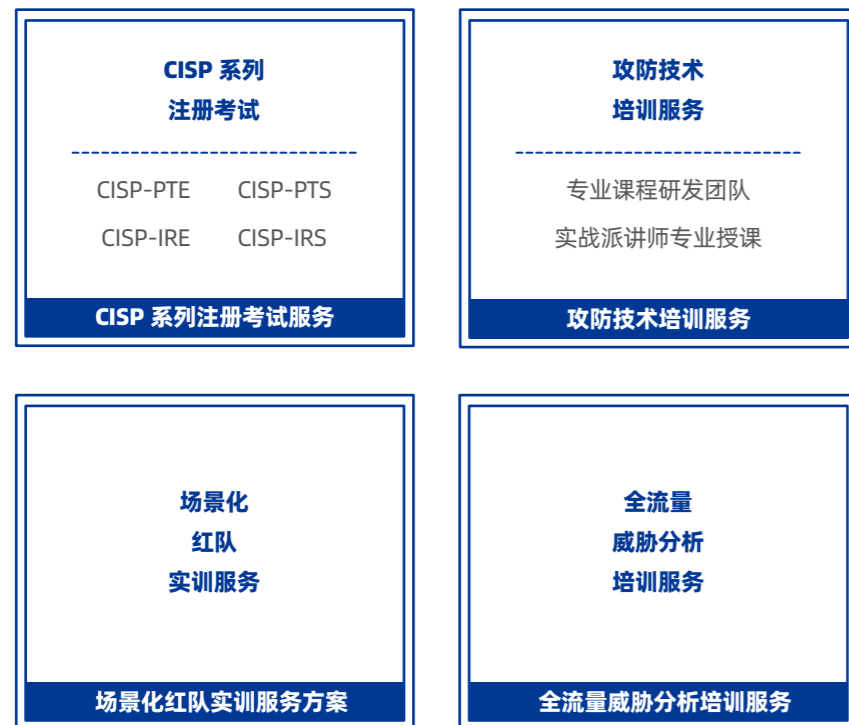 CISP 系列
注册考试
CISP-PTE CISP-PTS
CISP-IRE CISP-IRS
CISP 系列注册考试服务
攻防技术
培训服务
专业课程研发团队
实战派讲师专业授课
攻防技术培训服务
场景化
红队
实训服务
场景化红队实训服务方案
全流量
威胁分析
培训服务
全流量威胁分析培训服务